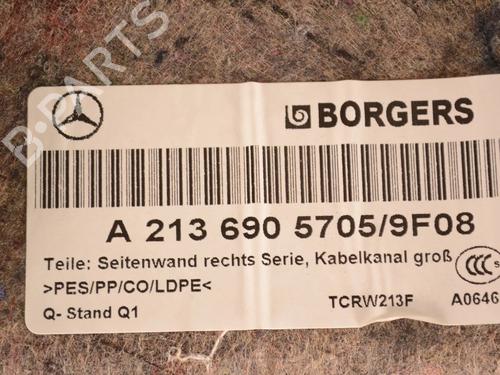 B-PARTS
BORGERS
A 213 690 5705/9F08
Teile: Seitenwand rechts Serie, Kabelkanal groß
>PES/PP/CO/LDPE<
CCC S
Q- Stand Q1
TCRW213F
A0646